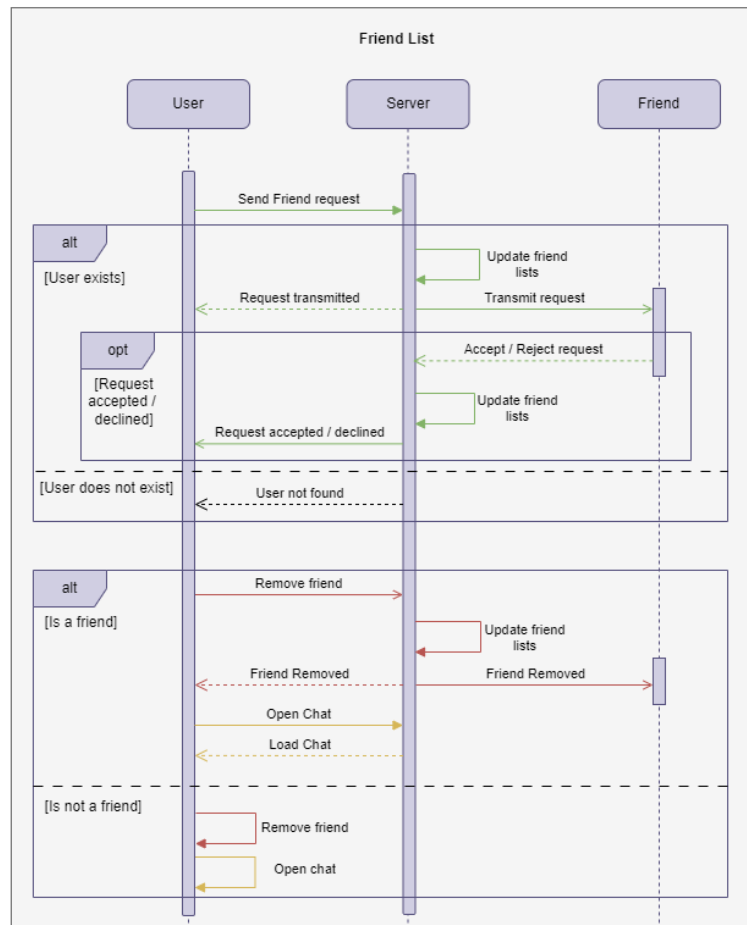 Friend List
User
Server
Friend
Send Friend request
alt
[User exists]
Update friend
lists
Request transmitted
Transmit request
opt
[Request
accepted /
declined]
Accept / Reject request
Update friend
lists
Request accepted / declined
[User does not exist]
User not found
alt
[Is a friend]
Remove friend
Update friend
lists
Friend Removed
Friend Removed
Open Chat
Load Chat
[Is not a friend]
Remove friend
Open chat